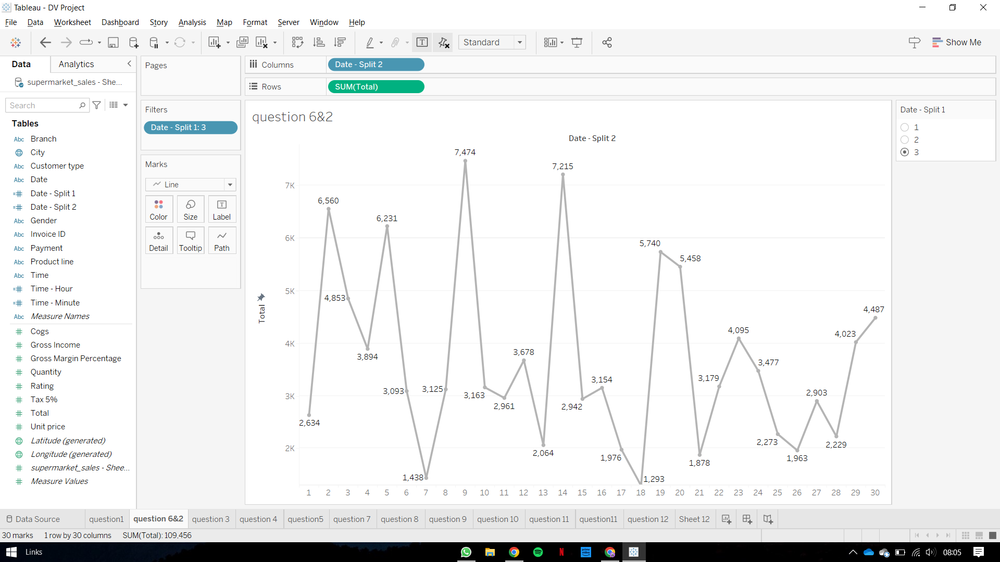 Tableau - DV Project
File Data Worksheet Dashboard Story Analysis Map Format Server Window Help
Standard
Show Me
Data Analytics
supermarket_sales - She...
Search
Tables
Abc Branch
City
Abc Customer type
Abc Date
Date - Split 1
Date - Split 2
Abc Gender
Abc Invoice ID
Abc Payment
Abc Product line
Abc Time
Time - Hour
Time - Minute
Abc Measure Names
Cogs
Gross Income
Gross Margin Percentage
Quantity
Rating
Tax 5%
Total
Unit price
Latitude (generated)
Longitude (generated)
supermarket_sales - Shee...
Measure Values
Pages
Filters
Date - Split 1: 3
Marks
Line
Color Size Label
Detail Tooltip Path
Columns Date - Split 2
Rows SUM(Total)
question 6&2
Date - Split 2
Total
7K
6K
5K
4K
3K
2K
2,634
6,560
4,853
3,894
6,231
3,093
1,438
3,125
7,474
3,163
2,961
3,678
2,064
7,215
2,942
3,154
1,976
1,293
5,740
5,458
1,878
3,179
4,095
3,477
2,273
1,963
2,903
2,229
4,023
4,487
1 2 3 4 5 6 7 8 9 10 11 12 13 14 15 16 17 18 19 20 21 22 23 24 25 26 27 28 29 30
Date - Split 1
1
2
3
Data Source question1 question 6&2 question 3 question 4 question5 question 7 question 8 question 9 question 10 question 11 question11 question 12 Sheet 12
30 marks 1 row by 30 columns SUM(Total): 109,456
Links
prime video
08:05